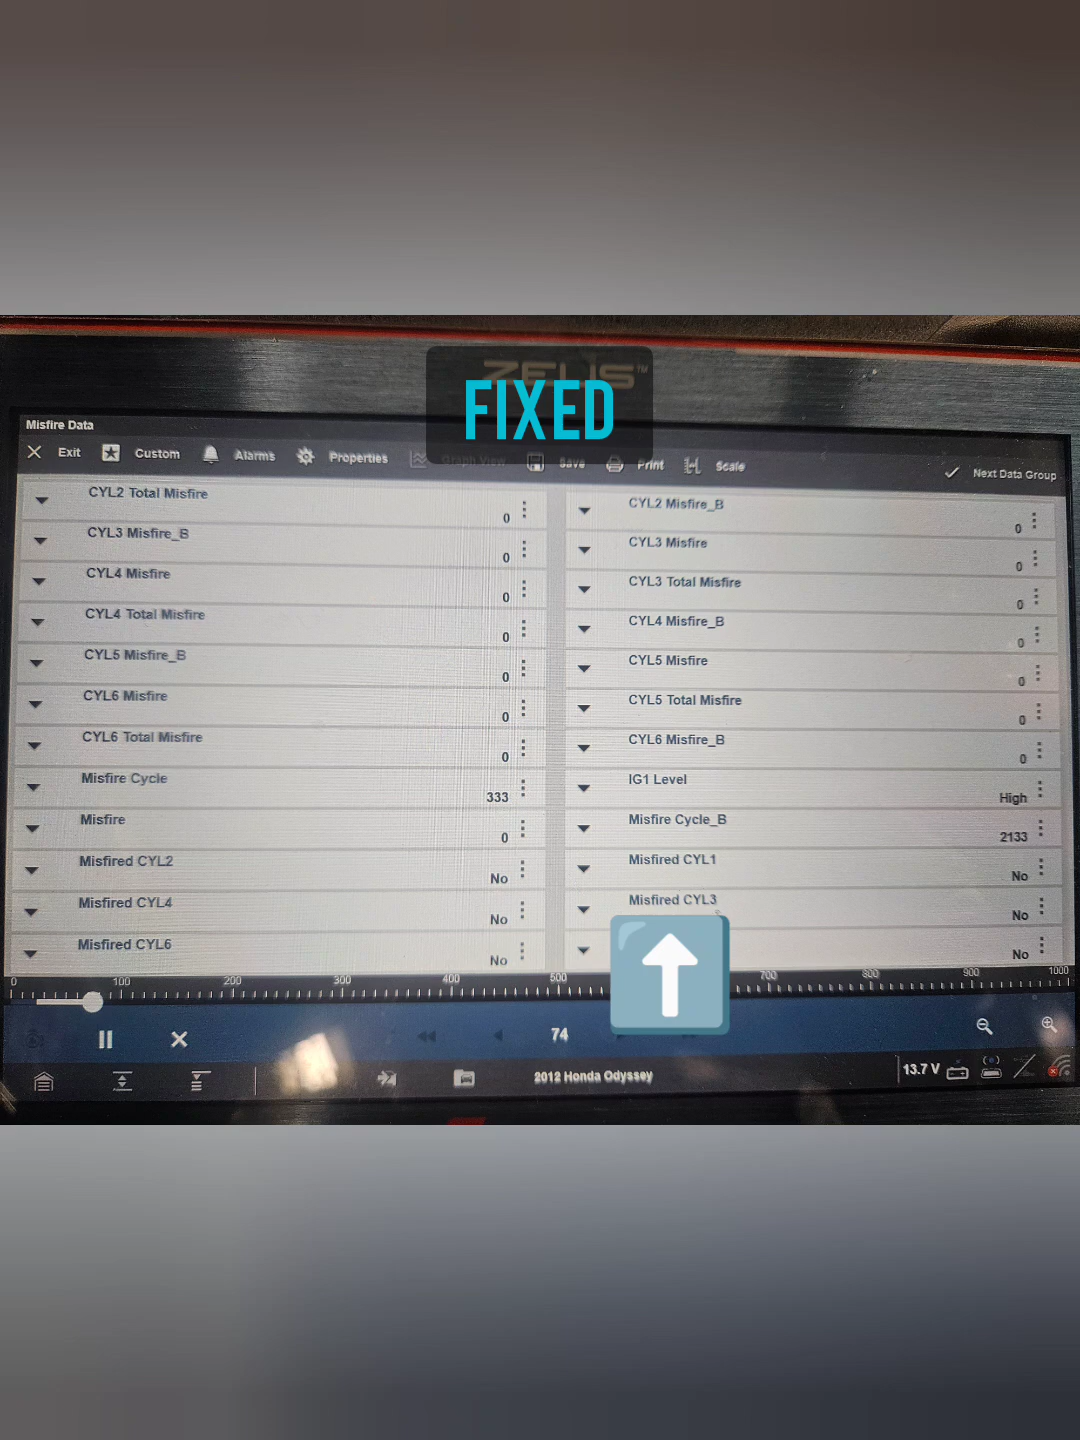 ZEUS™
FIXED
Misfire Data
Exit Custom Alarms Properties Graph View Save Print Scale Next Data Group
CYL2 Total Misfire 0
CYL2 Misfire_B 0
CYL3 Misfire_B 0
CYL3 Misfire 0
CYL4 Misfire 0
CYL3 Total Misfire 0
CYL4 Total Misfire 0
CYL4 Misfire_B 0
CYL5 Misfire_B 0
CYL5 Misfire 0
CYL6 Misfire 0
CYL5 Total Misfire 0
CYL6 Total Misfire 0
CYL6 Misfire_B 0
Misfire Cycle 333
IG1 Level High
Misfire 0
Misfire Cycle_B 2133
Misfired CYL2 No
Misfired CYL1 No
Misfired CYL4 No
Misfired CYL3 No
Misfired CYL6 No
No
0 100 200 300 400 500 700 800 900 1000
74
2012 Honda Odyssey
13.7 V